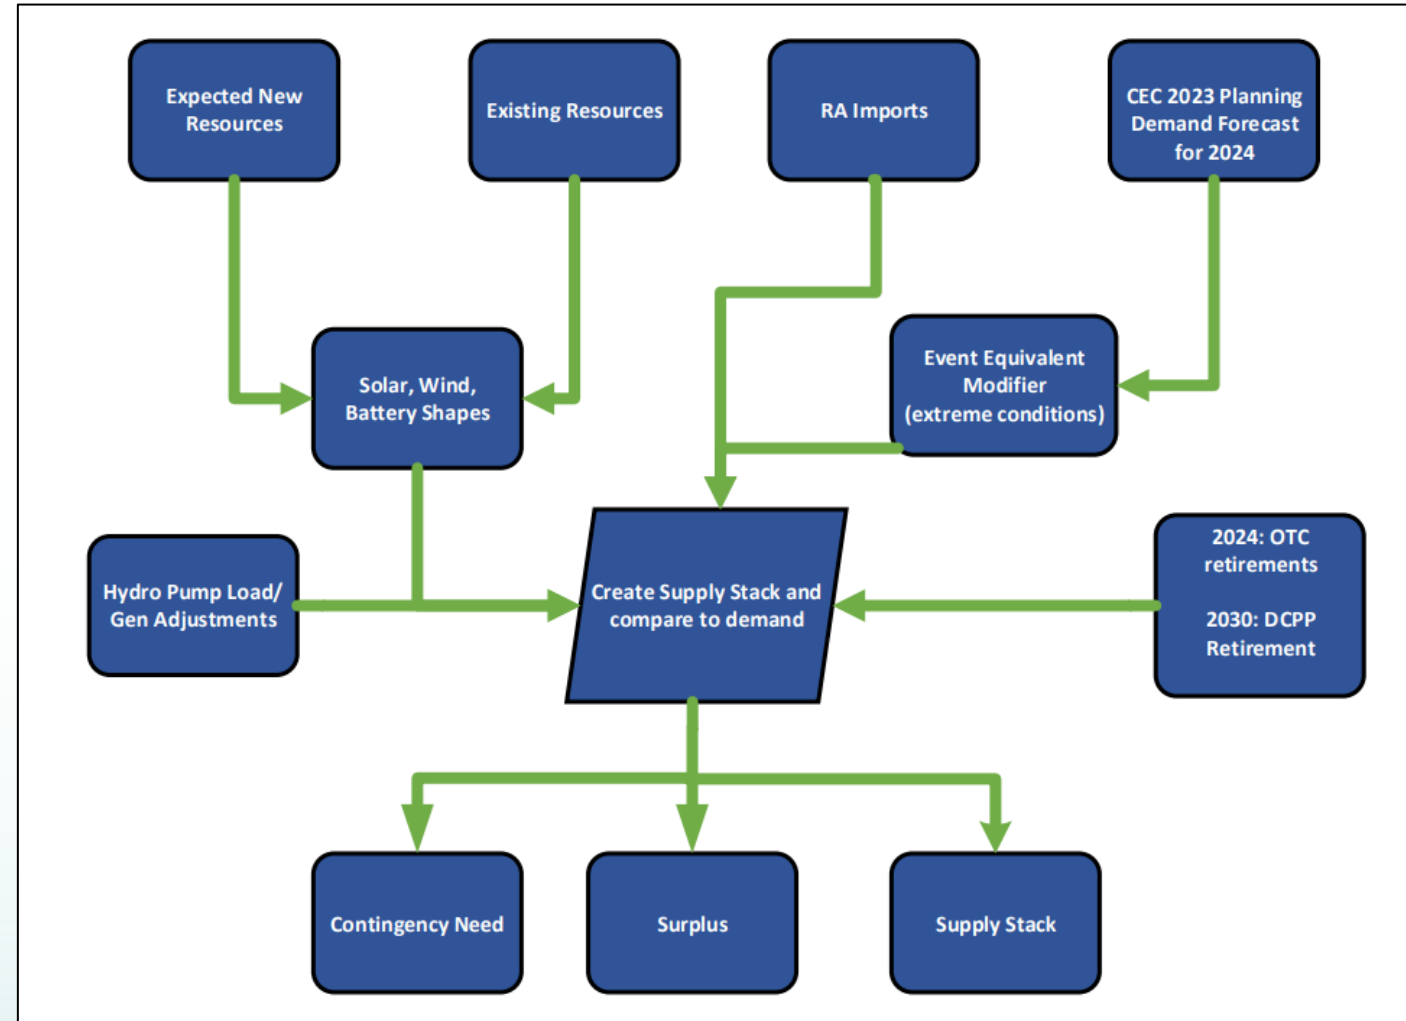 Expected New
Resources
Existing Resources
RA Imports
CEC 2023 Planning
Demand Forecast
for 2024
Solar, Wind,
Battery Shapes
Event Equivalent
Modifier
(extreme conditions)
Hydro Pump Load/
Gen Adjustments
Create Supply Stack and
compare to demand
2024: OTC
retirements
2030: DCPP
Retirement
Contingency Need
Surplus
Supply Stack